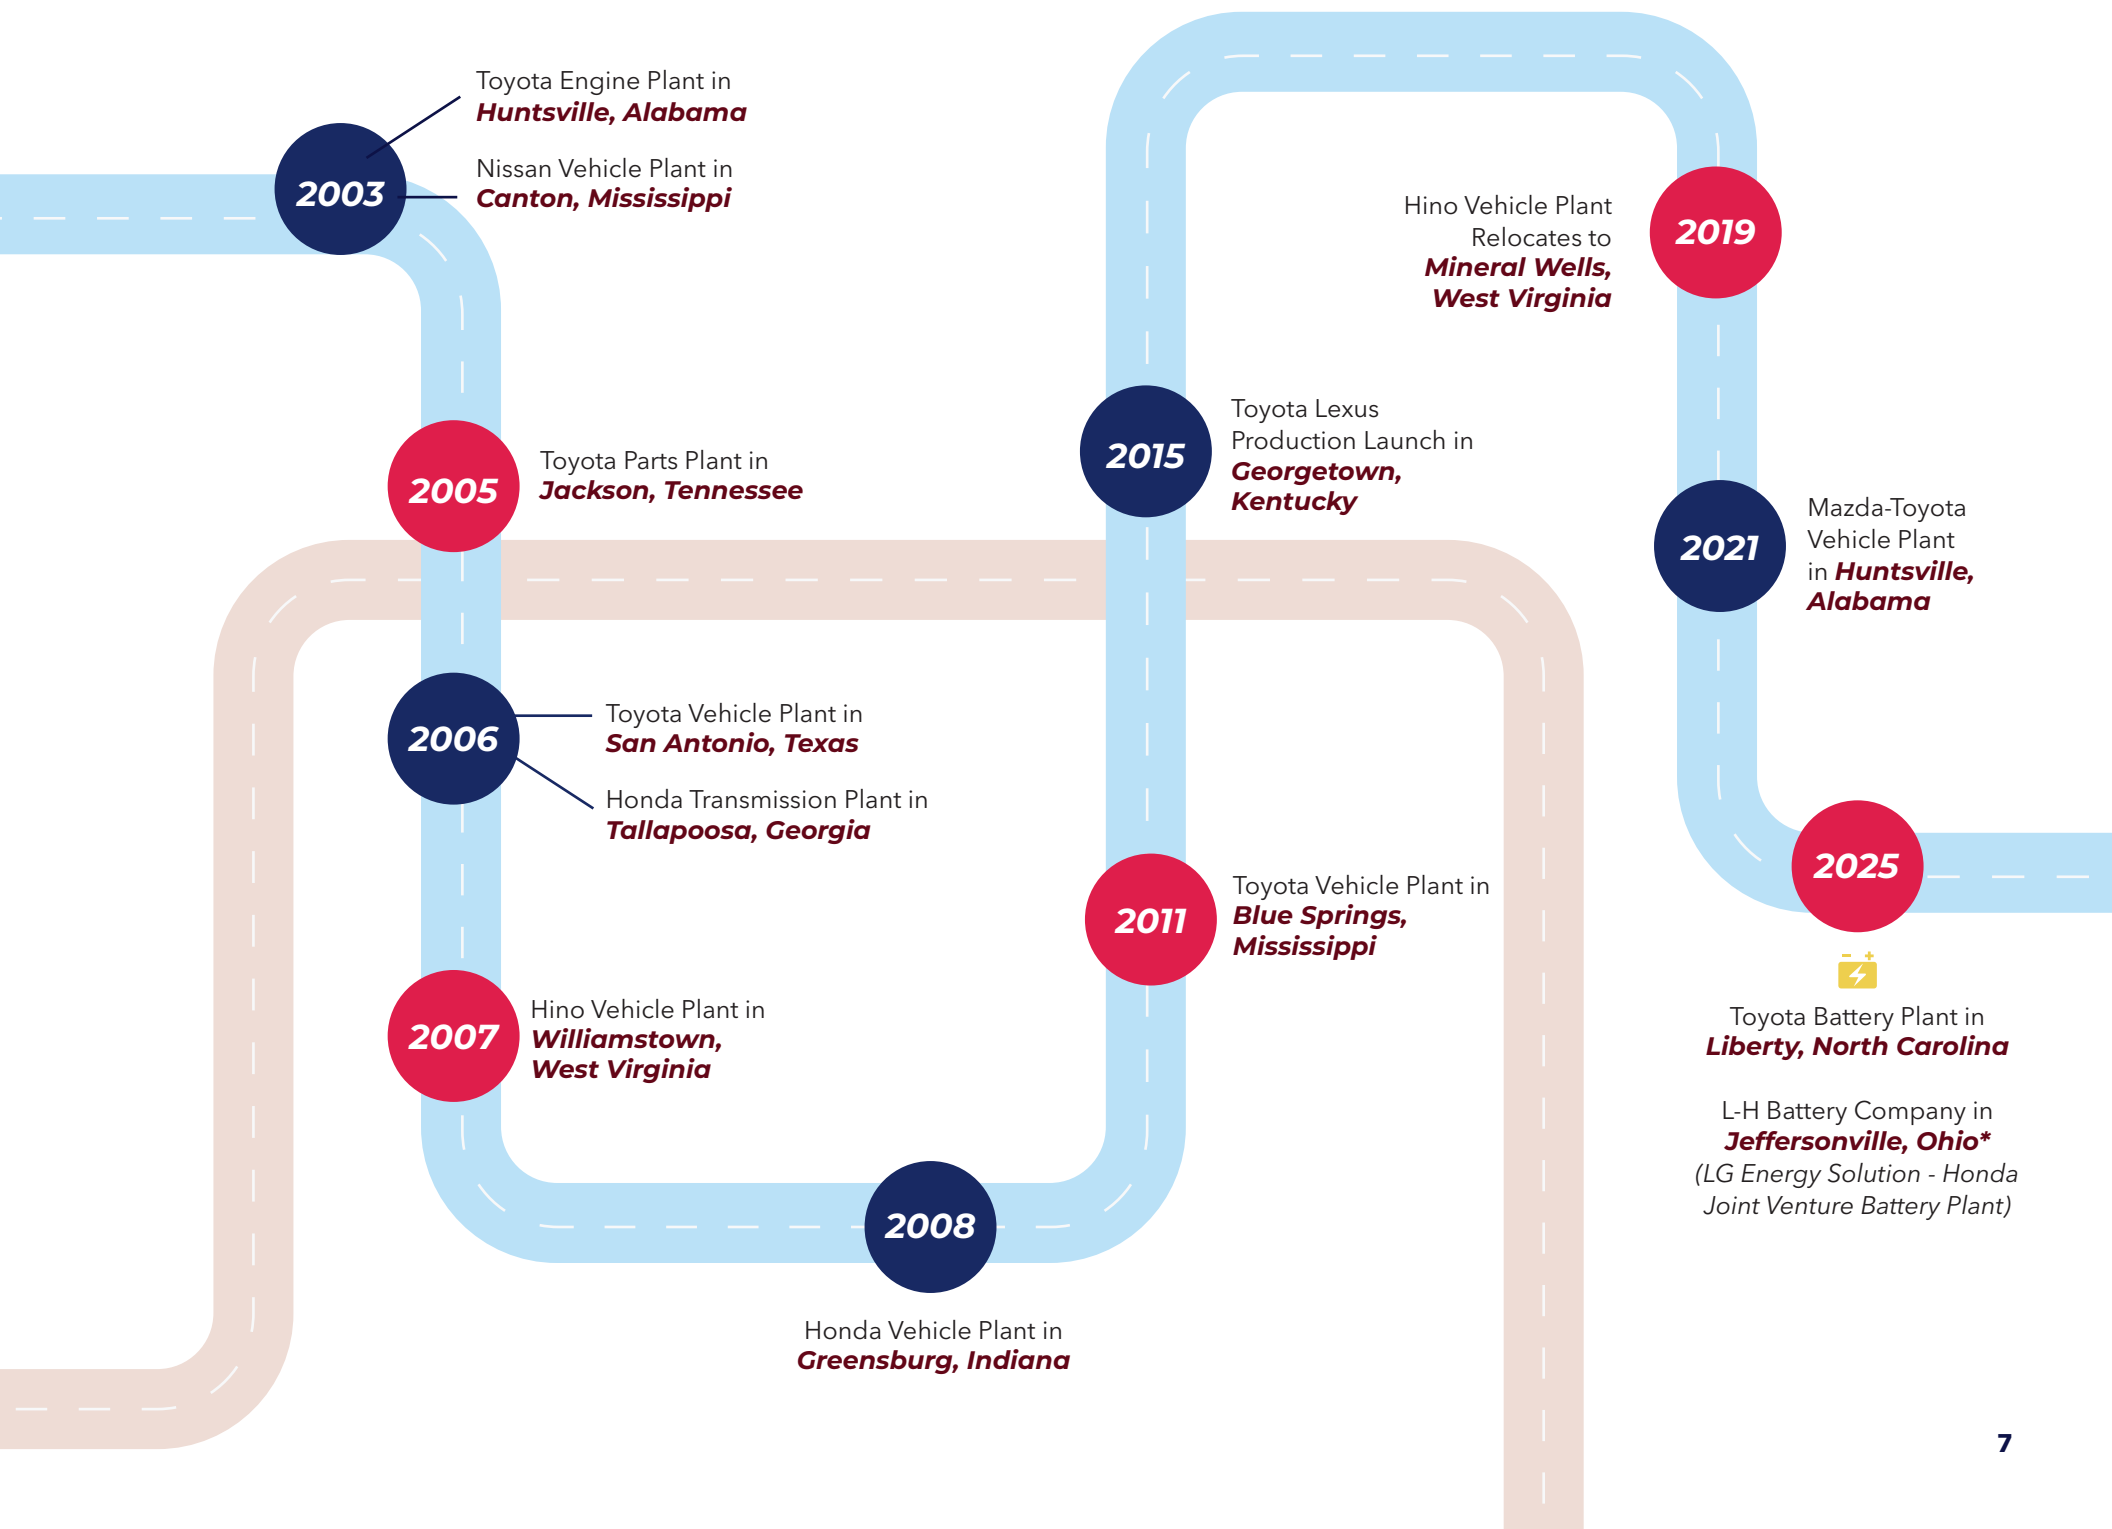 2003
Toyota Engine Plant in
Huntsville, Alabama
Nissan Vehicle Plant in
Canton, Mississippi
2005
Toyota Parts Plant in
Jackson, Tennessee
2006
Toyota Vehicle Plant in
San Antonio, Texas
Honda Transmission Plant in
Tallapoosa, Georgia
2007
Hino Vehicle Plant in
Williamstown,
West Virginia
2008
Honda Vehicle Plant in
Greensburg, Indiana
2011
Toyota Vehicle Plant in
Blue Springs,
Mississippi
2015
Toyota Lexus
Production Launch in
Georgetown,
Kentucky
2019
Hino Vehicle Plant
Relocates to
Mineral Wells,
West Virginia
2021
Mazda-Toyota
Vehicle Plant
in Huntsville,
Alabama
2025
Toyota Battery Plant in
Liberty, North Carolina
L-H Battery Company in
Jeffersonville, Ohio*
(LG Energy Solution - Honda
Joint Venture Battery Plant)
7